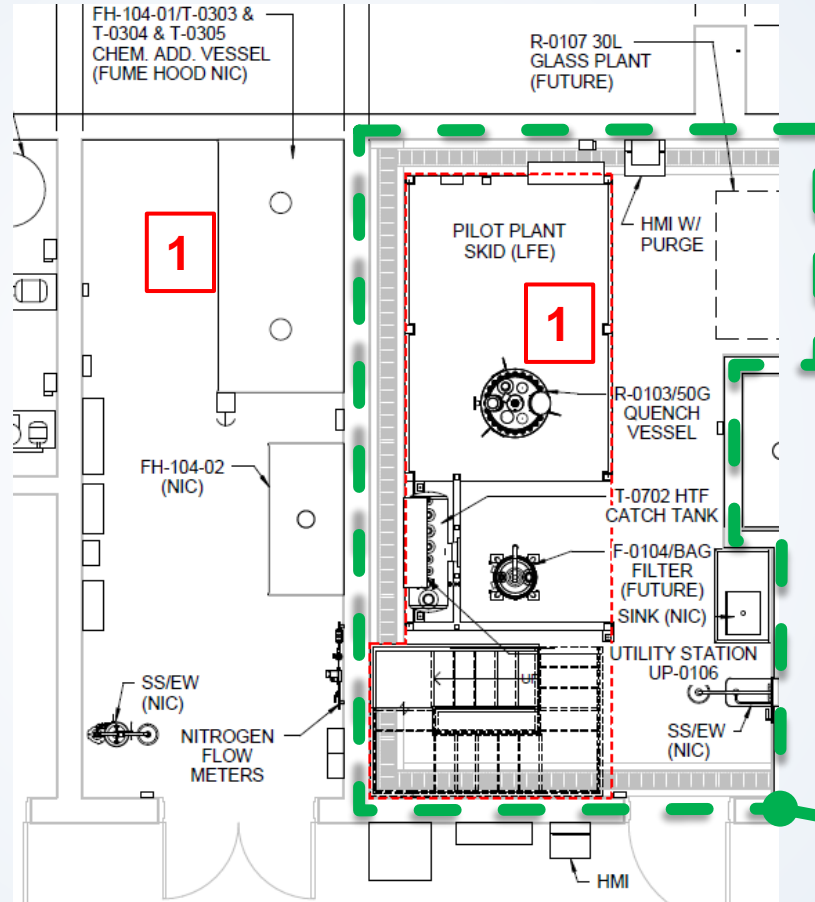 FH-104-01/T-0303 &
T-0304 & T-0305
CHEM. ADD. VESSEL
(FUME HOOD NIC)
R-0107 30L
GLASS PLANT
(FUTURE)
1
PILOT PLANT
SKID (LFE)
HMI W/
PURGE
1
R-0103/50G
QUENCH
VESSEL
FH-104-02
(NIC)
T-0702 HTF
CATCH TANK
F-0104/BAG
FILTER
(FUTURE)
SINK (NIC)
UTILITY STATION
UP-0106
UP
SS/EW
(NIC)
NITROGEN
FLOW
METERS
SS/EW
(NIC)
HMI